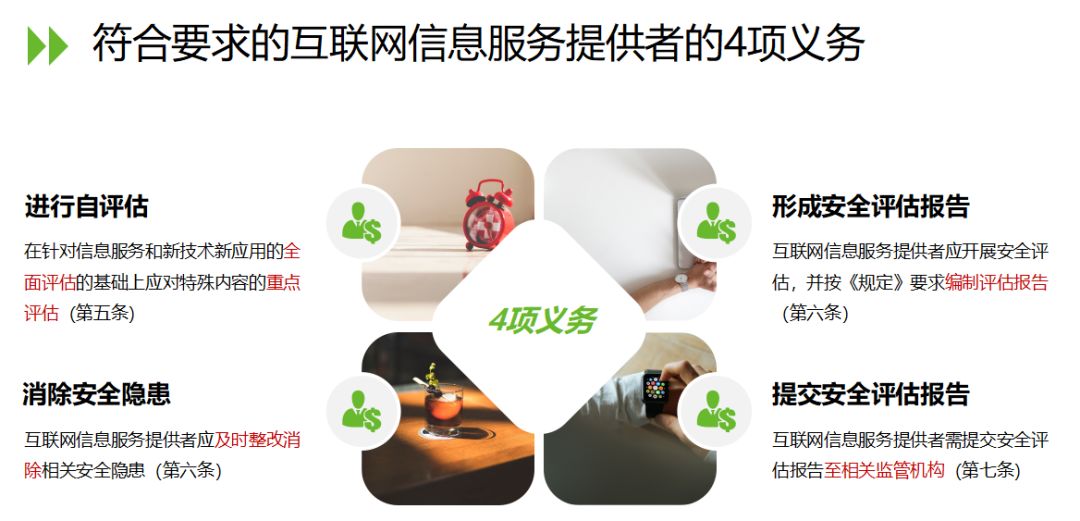 符合要求的互联网信息服务提供者的4项义务
进行自评估
在针对信息服务和新技术新应用的全
面评估的基础上应对特殊内容的重点
评估（第五条）
消除安全隐患
互联网信息服务提供者应及时整改消
除相关安全隐患（第六条）
4项义务
形成安全评估报告
互联网信息服务提供者应开展安全评
估，并按《规定》要求编制评估报告
（第六条）
提交安全评估报告
互联网信息服务提供者需提交安全评
估报告至相关监管机构（第七条）